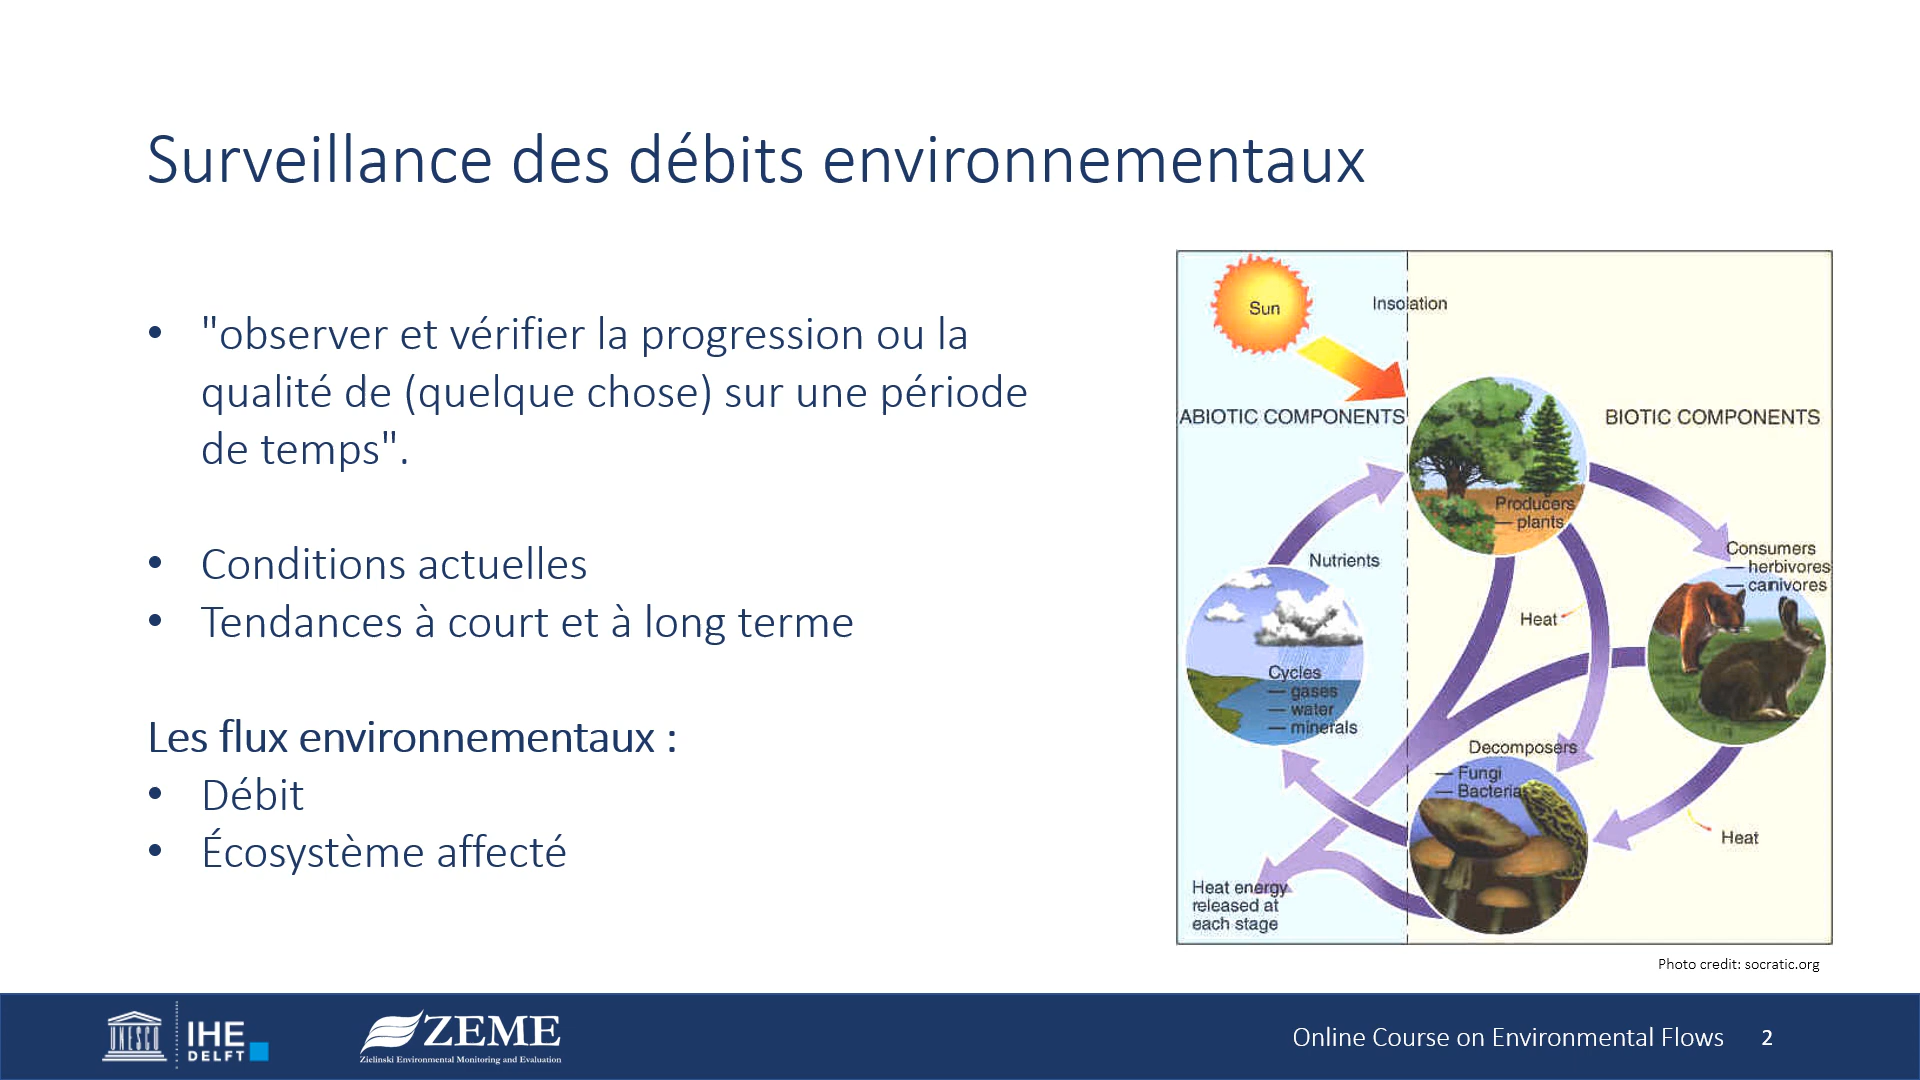 Surveillance des débits environnementaux
• "observer et vérifier la progression ou la
qualité de (quelque chose) sur une période
de temps".
• Conditions actuelles
• Tendances à court et à long terme
Les flux environnementaux :
• Débit
• Écosystème affecté
Sun
Insolation
ABIOTIC COMPONENTS
BIOTIC COMPONENTS
Producers
— plants
Consumers
— herbivores
— carnivores
Nutrients
Heat
Cycles
— gases
— water
— minerals
Decomposers
— Fungi
— Bacteria
Heat
Heat energy
released at
each stage
Photo credit: socratic.org
UNESCO
IHE
DELFT
ZEME
Zielinski Environmental Monitoring and Evaluation
Online Course on Environmental Flows
2